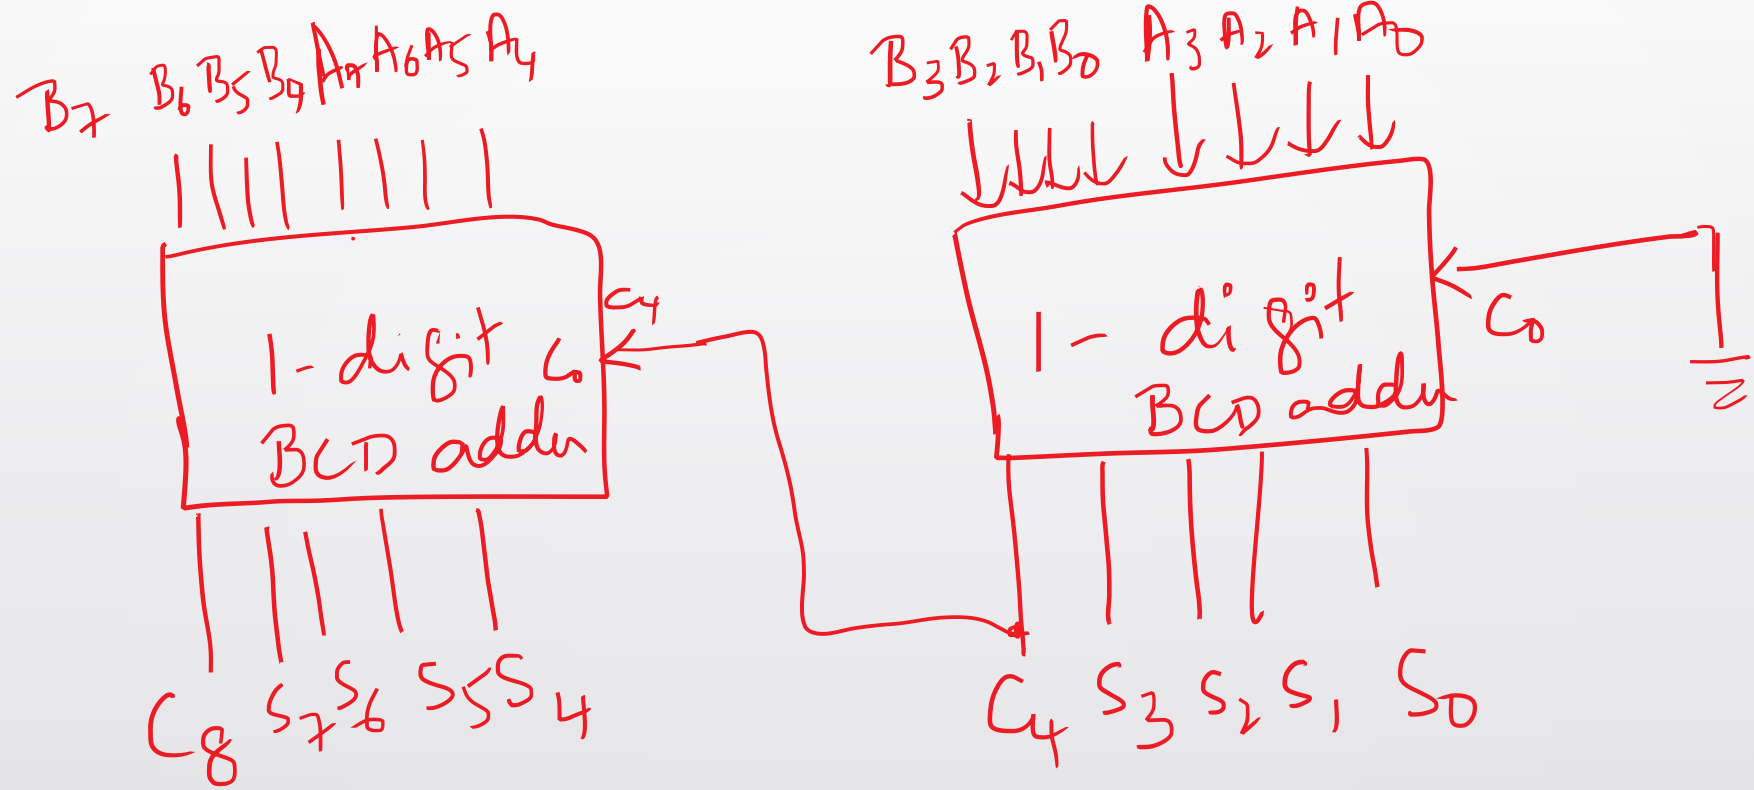 B7 B6 B5 B4 A7 A6 A5 A4
B3 B2 B1 B0 A3 A2 A1 A0
1-digit C0
BCD adder
C4
1-digit
BCD adder
C0
C8 S7 S6 S5 S4
C4 S3 S2 S1 S0